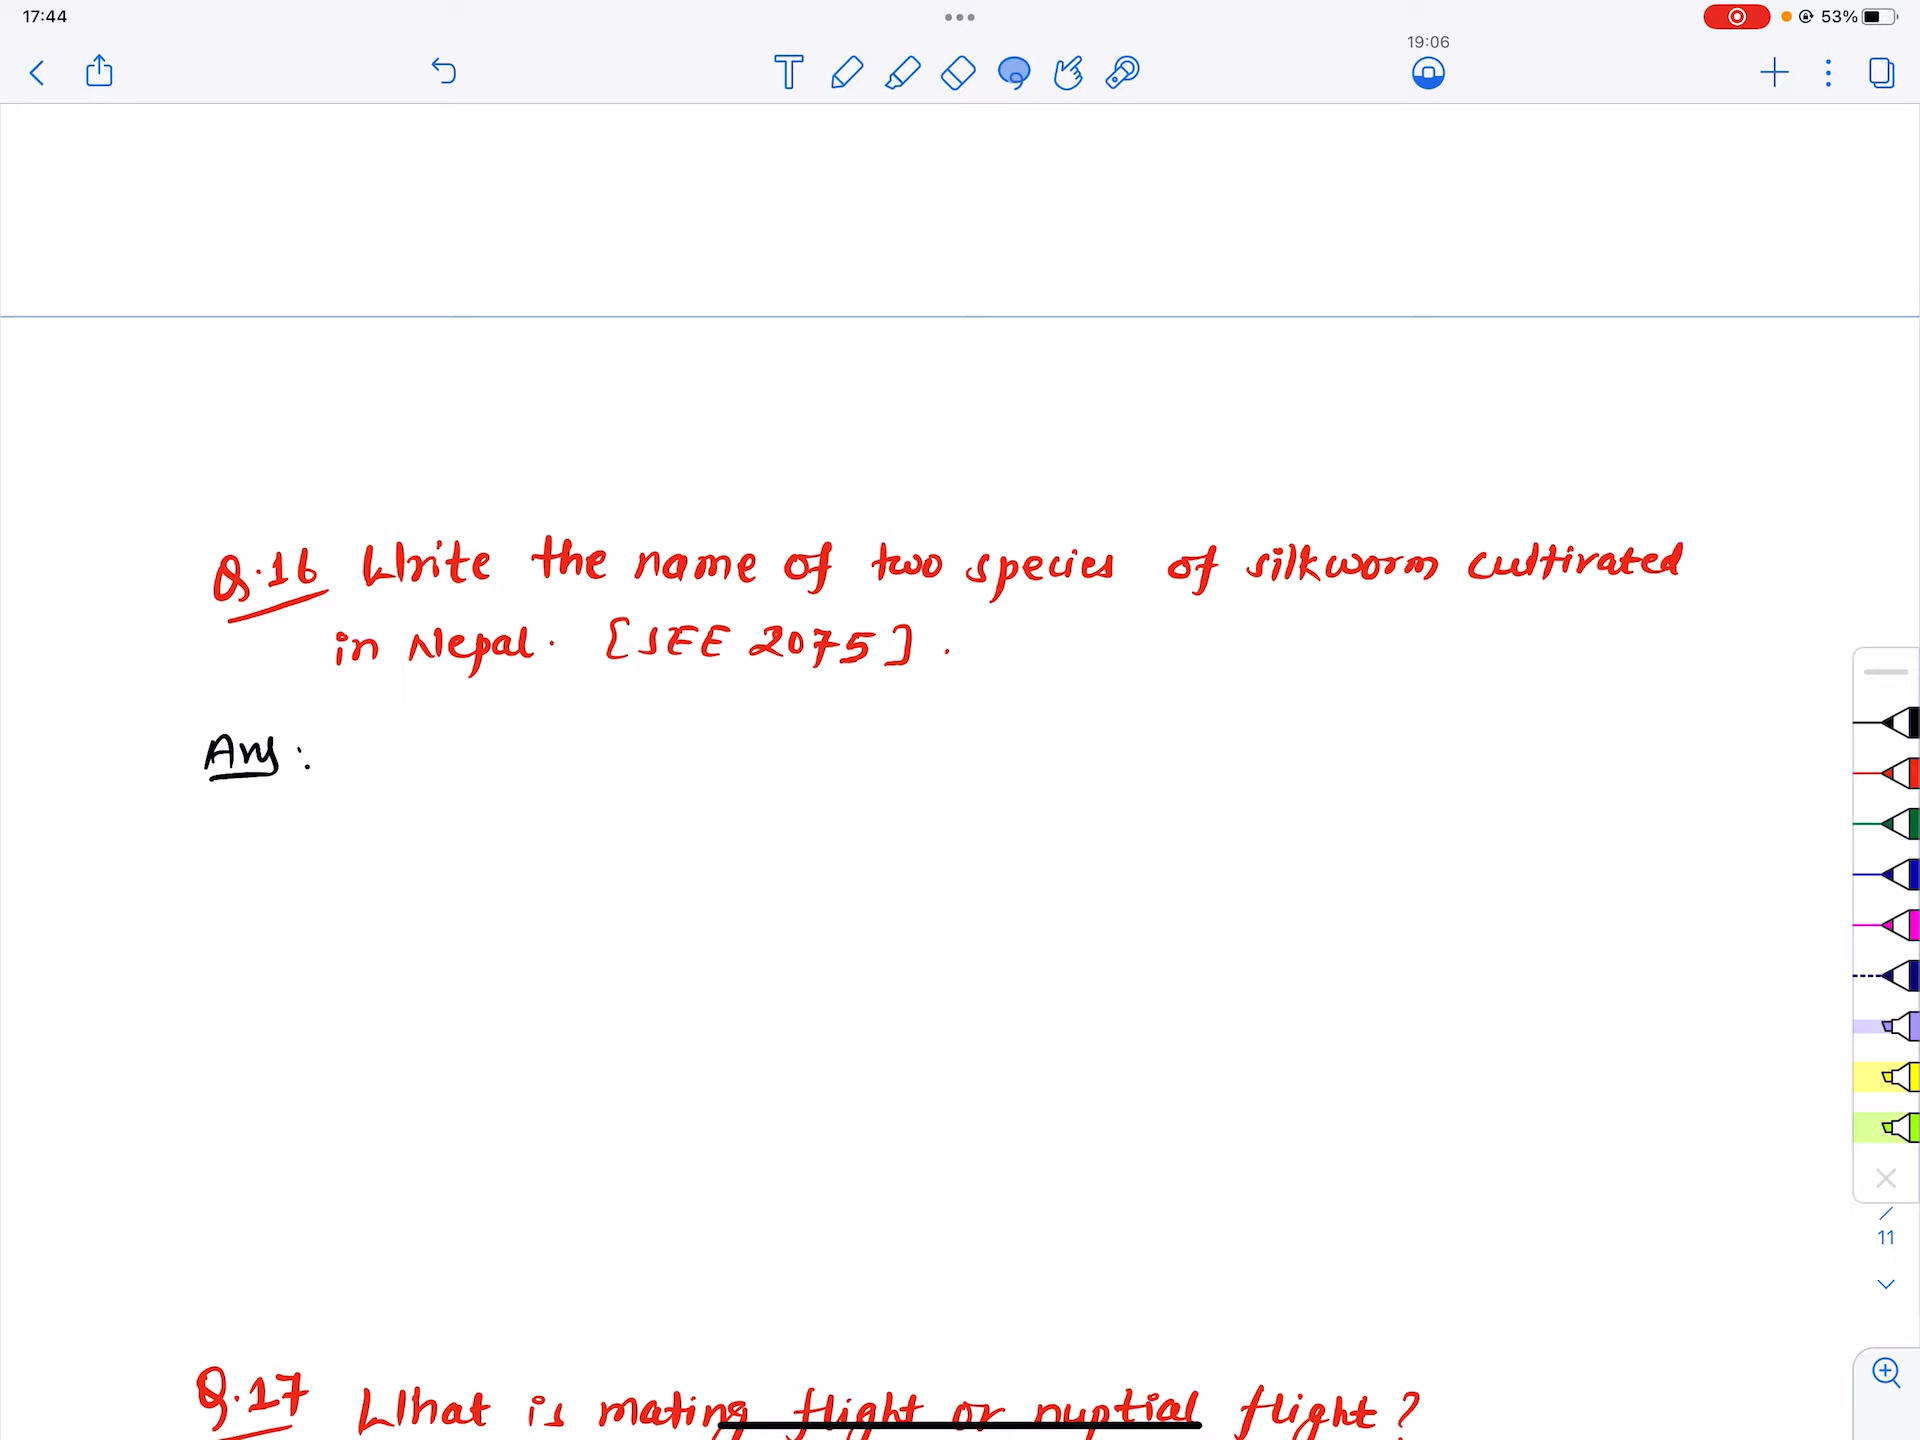 17:44
53%
19:06
Q.16 Write the name of two species of silkworm cultivated
in Nepal. [SEE 2075].
Ans:
11
Q.17 What is mating flight or nuptial flight?